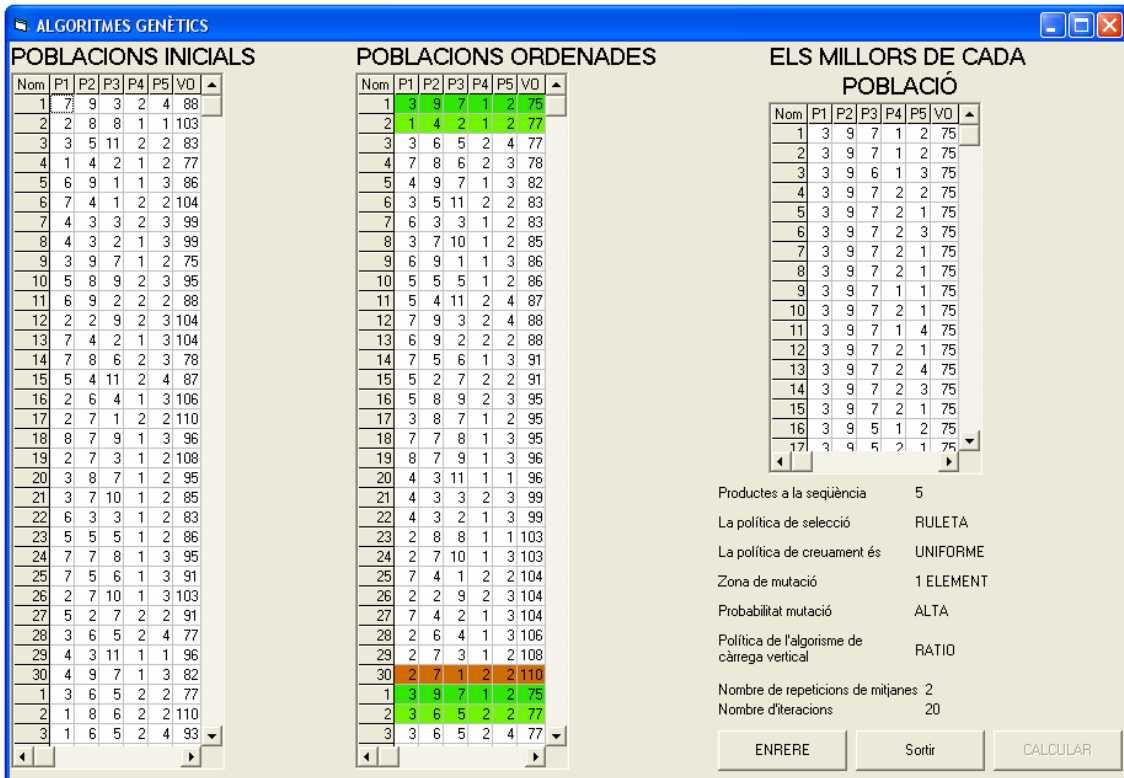 ALGORITMES GENÈTICS
POBLACIONS INICIALS
Nom P1 P2 P3 P4 P5 V0
1 7 9 3 2 4 88
2 2 8 8 1 1 103
3 3 5 11 2 2 83
4 1 4 2 1 2 77
5 6 9 1 1 3 86
6 7 4 1 2 2 104
7 4 3 3 2 3 99
8 4 3 2 1 3 99
9 3 9 7 1 2 75
10 5 8 9 2 3 95
11 6 9 2 2 2 88
12 2 2 9 2 3 104
13 7 4 2 1 3 104
14 7 8 6 2 3 78
15 5 4 11 2 4 87
16 2 6 4 1 3 106
17 2 7 1 2 2 110
18 8 7 9 1 3 96
19 2 7 3 1 2 108
20 3 8 7 1 2 95
21 3 7 10 1 2 85
22 6 3 3 1 2 83
23 5 5 5 1 2 86
24 7 7 8 1 3 95
25 7 5 6 1 3 91
26 2 7 10 1 3 103
27 5 2 7 2 2 91
28 3 6 5 2 4 77
29 4 3 11 1 1 96
30 4 9 7 1 3 82
1 3 6 5 2 2 77
2 1 8 6 2 2 110
3 1 6 5 2 4 93
POBLACIONS ORDENADES
Nom P1 P2 P3 P4 P5 V0
1 3 9 7 1 2 75
2 1 4 2 1 2 77
3 3 6 5 2 4 77
4 7 8 6 2 3 78
5 4 9 7 1 3 82
6 3 5 11 2 2 83
7 6 3 3 1 2 83
8 3 7 10 1 2 85
9 6 9 1 1 3 86
10 5 5 5 1 2 86
11 5 4 11 2 4 87
12 7 9 3 2 4 88
13 6 9 2 2 2 88
14 7 5 6 1 3 91
15 5 2 7 2 2 91
16 5 8 9 2 3 95
17 3 8 7 1 2 95
18 7 7 8 1 3 95
19 8 7 9 1 3 96
20 4 3 11 1 1 96
21 4 3 3 2 3 99
22 4 3 2 1 3 99
23 2 8 8 1 1 103
24 2 7 10 1 3 103
25 7 4 1 2 2 104
26 2 2 9 2 3 104
27 7 4 2 1 3 104
28 2 6 4 1 3 106
29 2 7 3 1 2 108
30 2 7 1 2 2 110
1 3 9 7 1 2 75
2 3 6 5 2 2 77
3 3 6 5 2 4 77
ELS MILLORS DE CADA
POBLACIÓ
Nom P1 P2 P3 P4 P5 V0
1 3 9 7 1 2 75
2 3 9 7 1 2 75
3 3 9 6 1 3 75
4 3 9 7 2 2 75
5 3 9 7 2 1 75
6 3 9 7 2 3 75
7 3 9 7 2 1 75
8 3 9 7 2 1 75
9 3 9 7 1 1 75
10 3 9 7 2 1 75
11 3 9 7 1 4 75
12 3 9 7 2 1 75
13 3 9 7 2 4 75
14 3 9 7 2 3 75
15 3 9 7 2 1 75
16 3 9 5 1 2 75
17 3 9 5 2 1 75
Productes a la seqüència 5
La política de selecció RULETA
La política de creuament és UNIFORME
Zona de mutació 1 ELEMENT
Probabilitat mutació ALTA
Política de l'algorisme de
càrrega vertical RATIO
Nombre de repeticions de mitjanes 2
Nombre d'iteracions 20
ENRERE Sortir CALCULAR